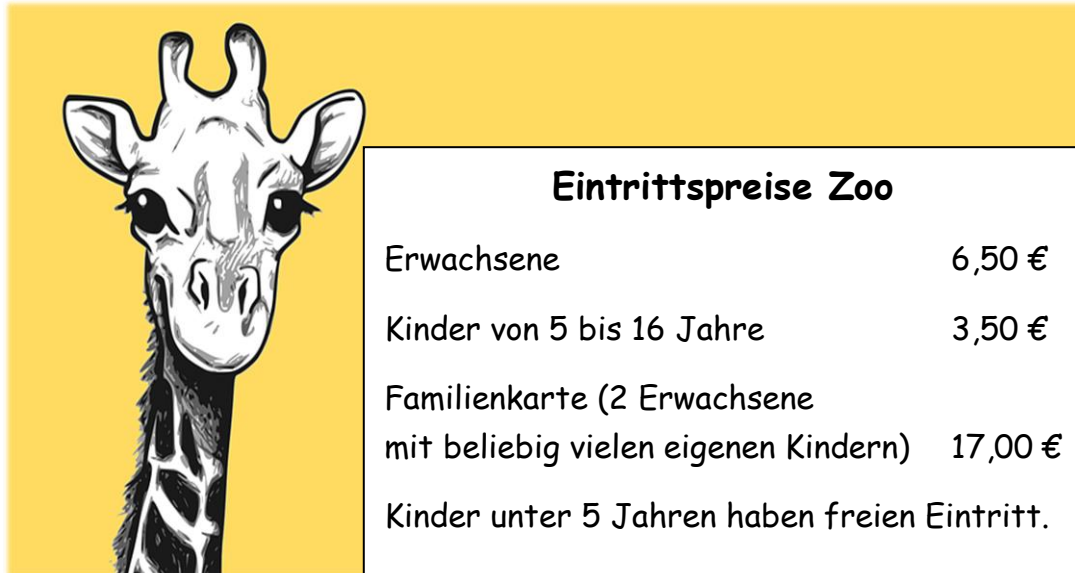 Eintrittspreise Zoo
Erwachsene 6,50 €
Kinder von 5 bis 16 Jahre 3,50 €
Familienkarte (2 Erwachsene
mit beliebig vielen eigenen Kindern) 17,00 €
Kinder unter 5 Jahren haben freien Eintritt.